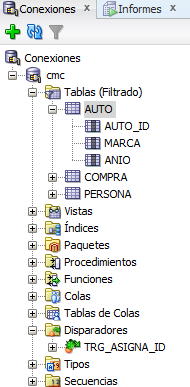 Conexiones
Informes
Conexiones
cmc
Tablas (Filtrado)
AUTO
AUTO_ID
MARCA
ANIO
COMPRA
PERSONA
Vistas
Índices
Paquetes
Procedimientos
Funciones
Colas
Tablas de Colas
Disparadores
TRG_ASIGNA_ID
Tipos
Secuencias